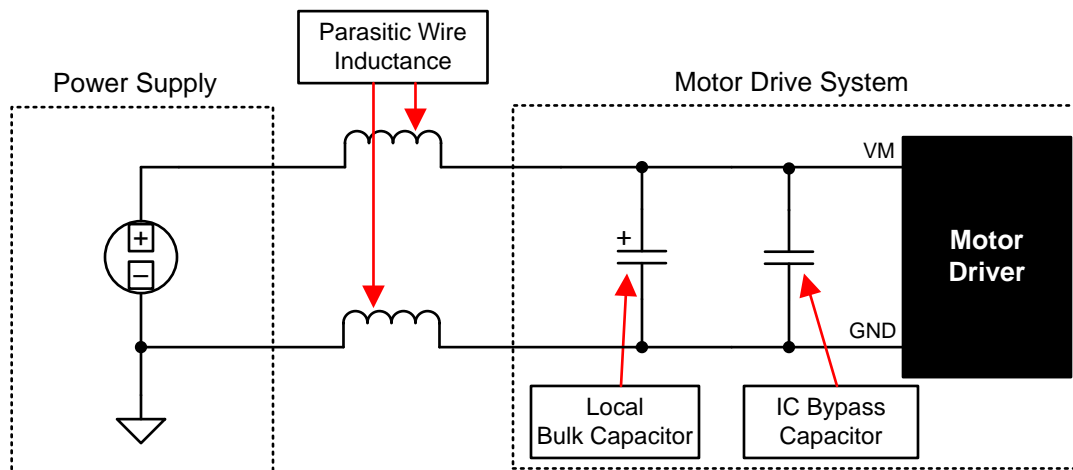 Parasitic Wire
Inductance
Power Supply
Motor Drive System
VM
+
−
+
Motor
Driver
GND
Local
Bulk Capacitor
IC Bypass
Capacitor